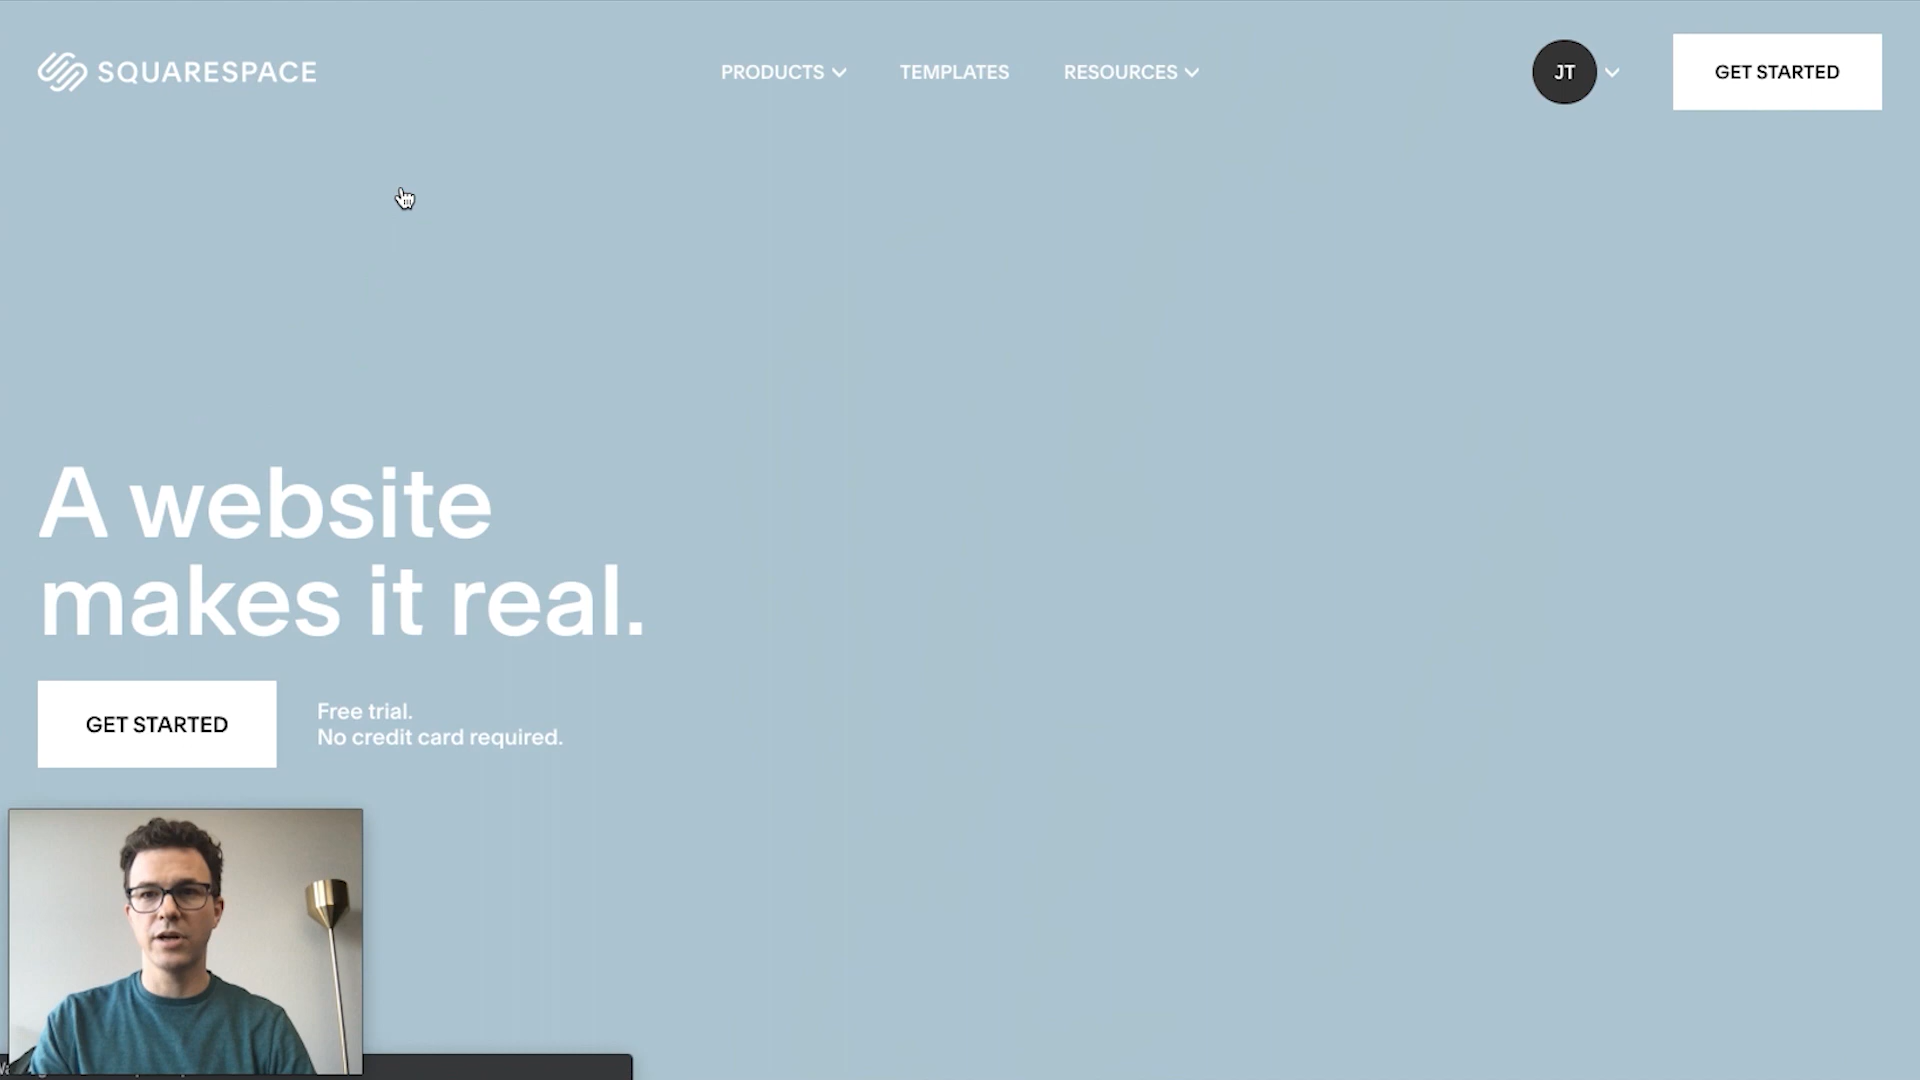 SQUARESPACE
PRODUCTS
TEMPLATES
RESOURCES
JT
GET STARTED
A website
makes it real.
GET STARTED
Free trial.
No credit card required.